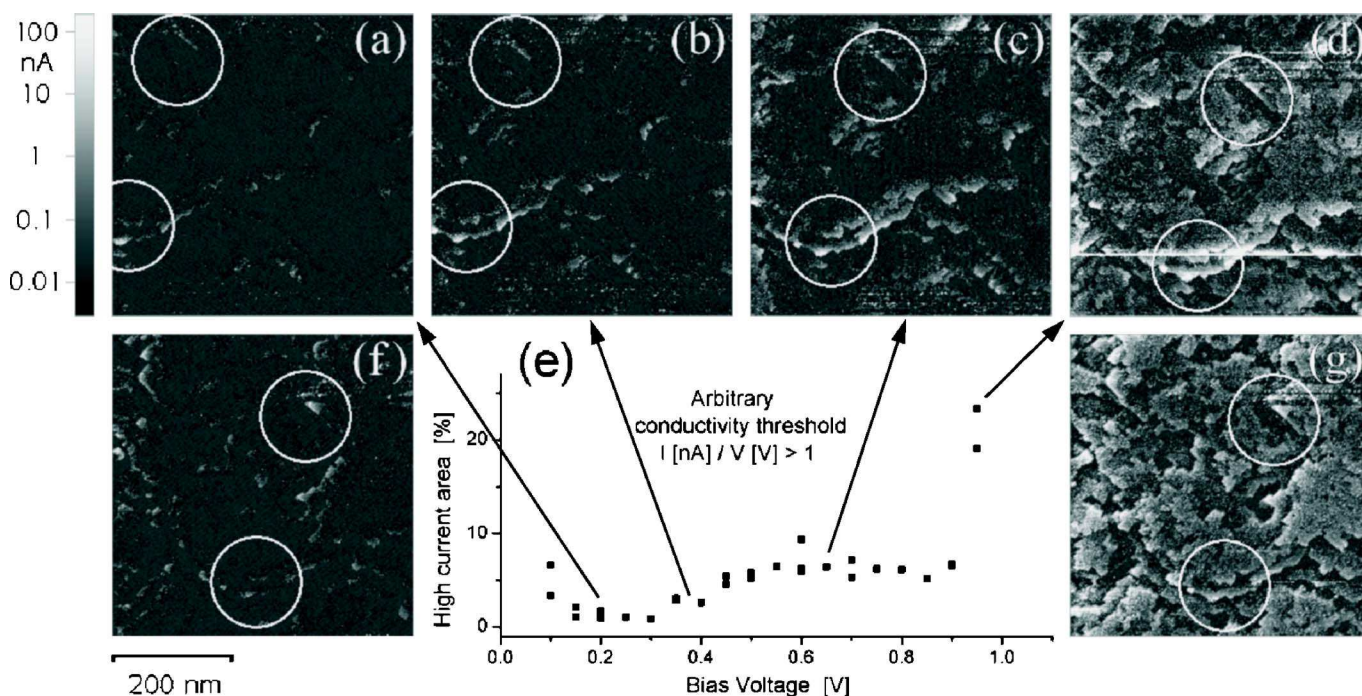 100
nA
10
1
0.1
0.01
(a)
(b)
(c)
(d)
(f)
(e)
(g)
Arbitrary
conductivity threshold
I [nA] / V [V] > 1
High current area [%]
20
10
0
0.0 0.2 0.4 0.6 0.8 1.0
Bias Voltage [V]
200 nm